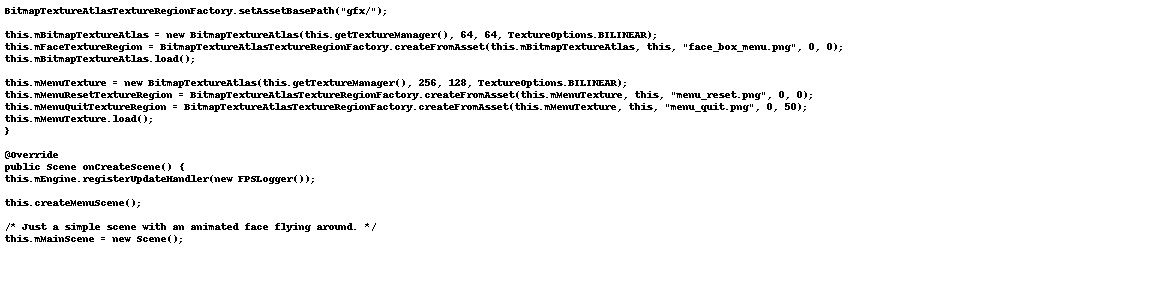 BitmapTextureAtlasTextureRegionFactory.setAssetBasePath("gfx/");

this.mBitmapTextureAtlas = new BitmapTextureAtlas(this.getTextureManager(), 64, 64, TextureOptions.BILINEAR);
this.mFaceTextureRegion = BitmapTextureAtlasTextureRegionFactory.createFromAsset(this.mBitmapTextureAtlas, this, "face_box_menu.png", 0, 0);
this.mBitmapTextureAtlas.load();

this.mMenuTexture = new BitmapTextureAtlas(this.getTextureManager(), 256, 128, TextureOptions.BILINEAR);
this.mMenuResetTextureRegion = BitmapTextureAtlasTextureRegionFactory.createFromAsset(this.mMenuTexture, this, "menu_reset.png", 0, 0);
this.mMenuQuitTextureRegion = BitmapTextureAtlasTextureRegionFactory.createFromAsset(this.mMenuTexture, this, "menu_quit.png", 0, 50);
this.mMenuTexture.load();
}

@Override
public Scene onCreateScene() {
this.mEngine.registerUpdateHandler(new FPSLogger());

this.createMenuScene();

/* Just a simple scene with an animated face flying around. */
this.mMainScene = new Scene();